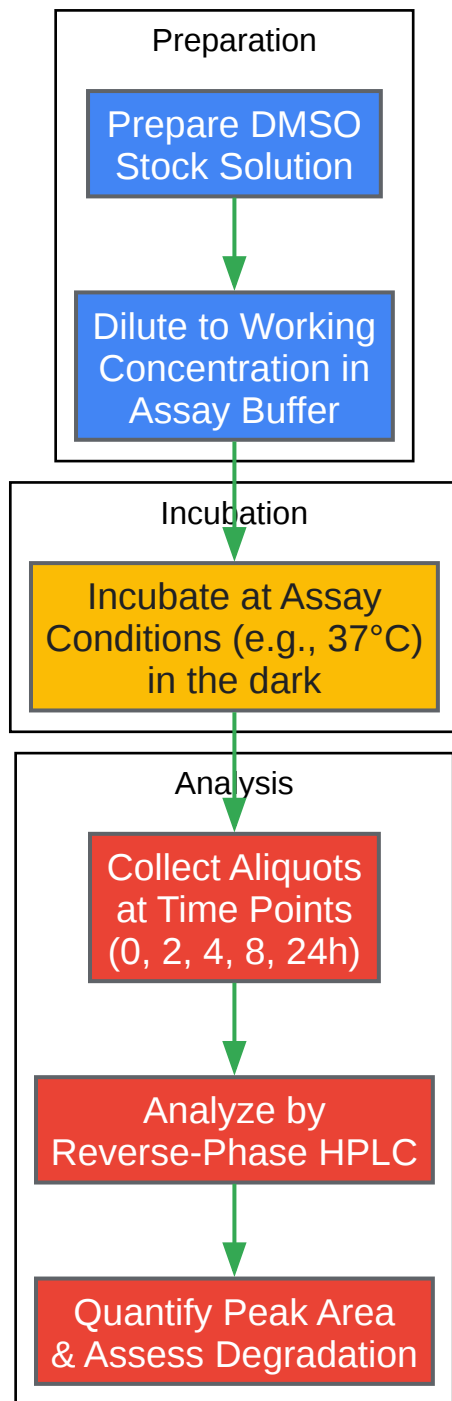 Preparation
Prepare DMSO
Stock Solution
Dilute to Working
Concentration in
Assay Buffer
Incubation
Incubate at Assay
Conditions (e.g., 37°C)
in the dark
Analysis
Collect Aliquots
at Time Points
(0, 2, 4, 8, 24h)
Analyze by
Reverse-Phase HPLC
Quantify Peak Area
& Assess Degradation